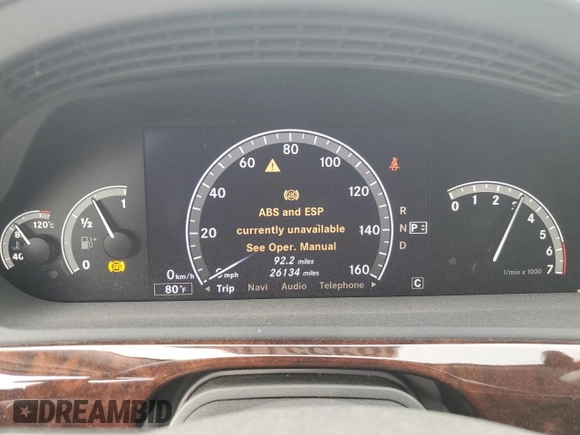 80
60
100
40
120
20
140
160
ABS and ESP
currently unavailable
See Oper. Manual
92.2 miles
26134 miles
0 km/h
mph
80°F
Trip Navi Audio Telephone
R
N P
D
C
120°C
40
1
½
0
0 1 2 3 4 5 6 7
1/min x 1000
DREAMBID